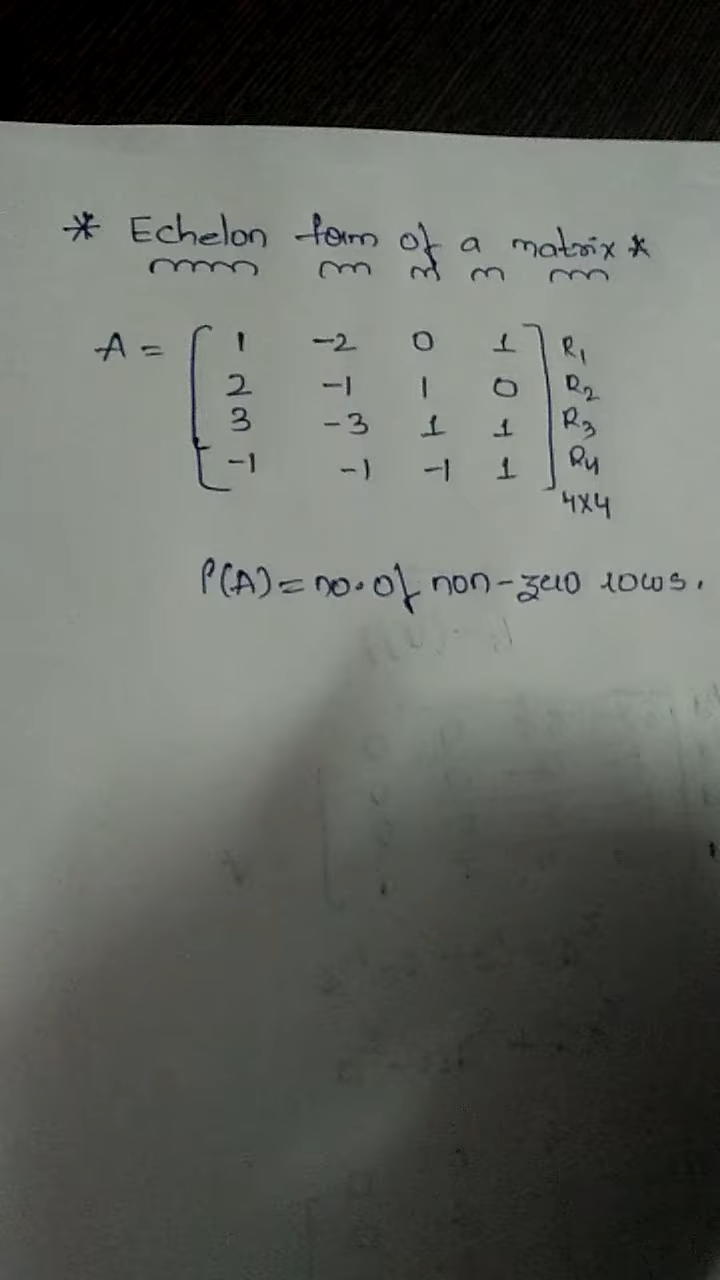 * Echelon form of a matrix *
A = [ 1 -2 0 1 ] R1
2 -1 1 0 R2
3 -3 1 1 R3
-1 -1 -1 1 R4
4x4
ρ(A) = no. of non-zero rows.